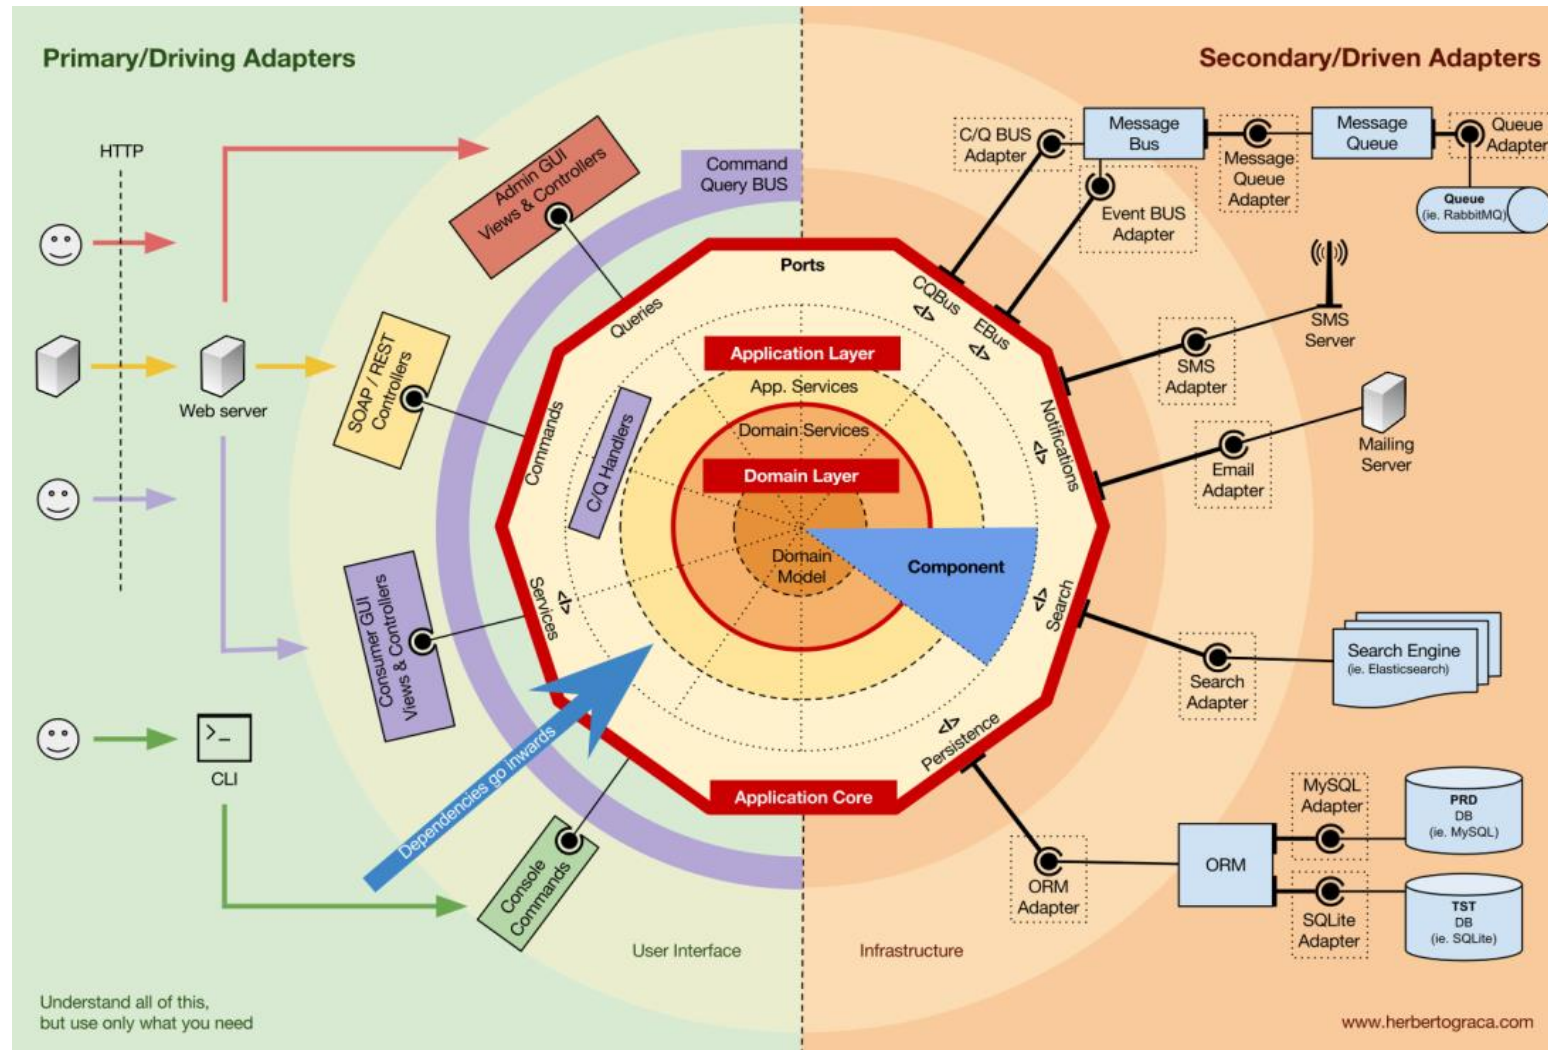 Primary/Driving Adapters
Secondary/Driven Adapters
HTTP
Web server
CLI
Admin GUI
Views & Controllers
SOAP / REST
Controllers
Consumer GUI
Views & Controllers
Console
Commands
Command
Query BUS
Dependencies go inwards
Ports
Queries
Commands
Services
</>
C/Q Handlers
Application Layer
App. Services
Domain Services
Domain Layer
Domain
Model
Component
Application Core
CQBus
</>
EBus
</>
Notifications
</>
Search
</>
Persistence
</>
C/Q BUS
Adapter
Message
Bus
Event BUS
Adapter
Message
Queue
Adapter
Message
Queue
Queue
Adapter
Queue
(ie. RabbitMQ)
SMS
Adapter
SMS
Server
Email
Adapter
Mailing
Server
Search
Adapter
Search Engine
(ie. Elasticsearch)
ORM
Adapter
ORM
MySQL
Adapter
PRD
DB
(ie. MySQL)
SQLite
Adapter
TST
DB
(ie. SQLite)
User Interface
Infrastructure
Understand all of this,
but use only what you need
www.herbertograca.com